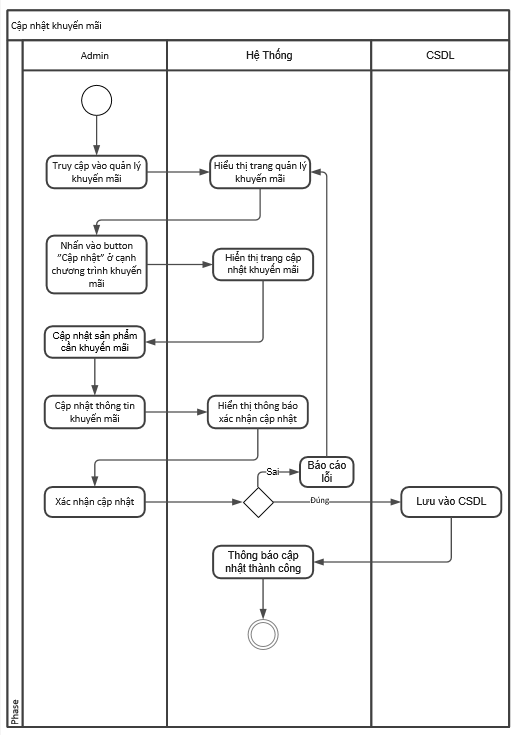 Cập nhật khuyến mãi
Admin
Hệ Thống
CSDL
Truy cập vào quản lý
khuyến mãi
Hiểu thị trang quản lý
khuyến mãi
Nhấn vào button
"Cập nhật" ở cạnh
chương trình khuyến
mãi
Hiển thị trang cập
nhật khuyến mãi
Cập nhật sản phẩm
cần khuyến mãi
Cập nhật thông tin
khuyến mãi
Hiển thị thông báo
xác nhận cập nhật
Sai
Báo cáo
lỗi
Xác nhận cập nhật
Đúng
Lưu vào CSDL
Thông báo cập
nhật thành công
Phase